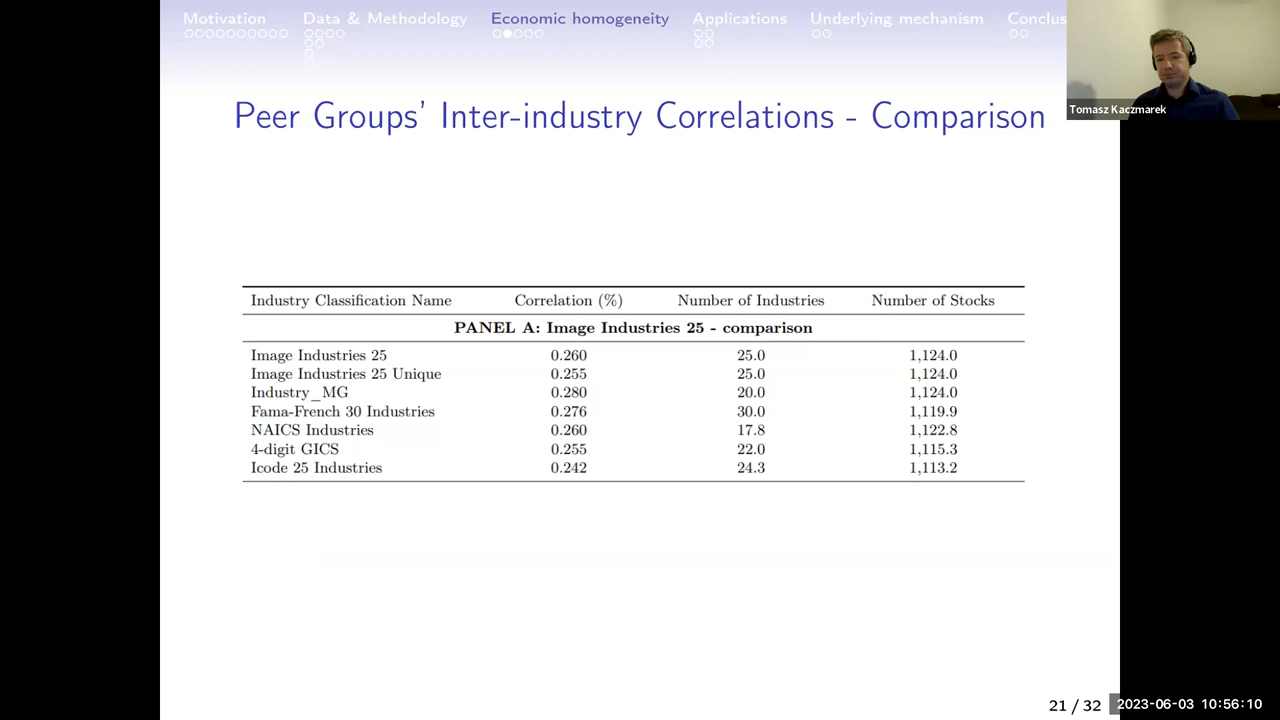 Motivation Data & Methodology Economic homogeneity Applications Underlying mechanism Conclus
Tomasz Kaczmarek
Peer Groups' Inter-industry Correlations - Comparison
Industry Classification Name Correlation (%) Number of Industries Number of Stocks
PANEL A: Image Industries 25 - comparison
Image Industries 25 0.260 25.0 1,124.0
Image Industries 25 Unique 0.255 25.0 1,124.0
Industry_MG 0.280 20.0 1,124.0
Fama-French 30 Industries 0.276 30.0 1,119.9
NAICS Industries 0.260 17.8 1,122.8
4-digit GICS 0.255 22.0 1,115.3
Icode 25 Industries 0.242 24.3 1,113.2
21 / 32
2023-06-03 10:56:10